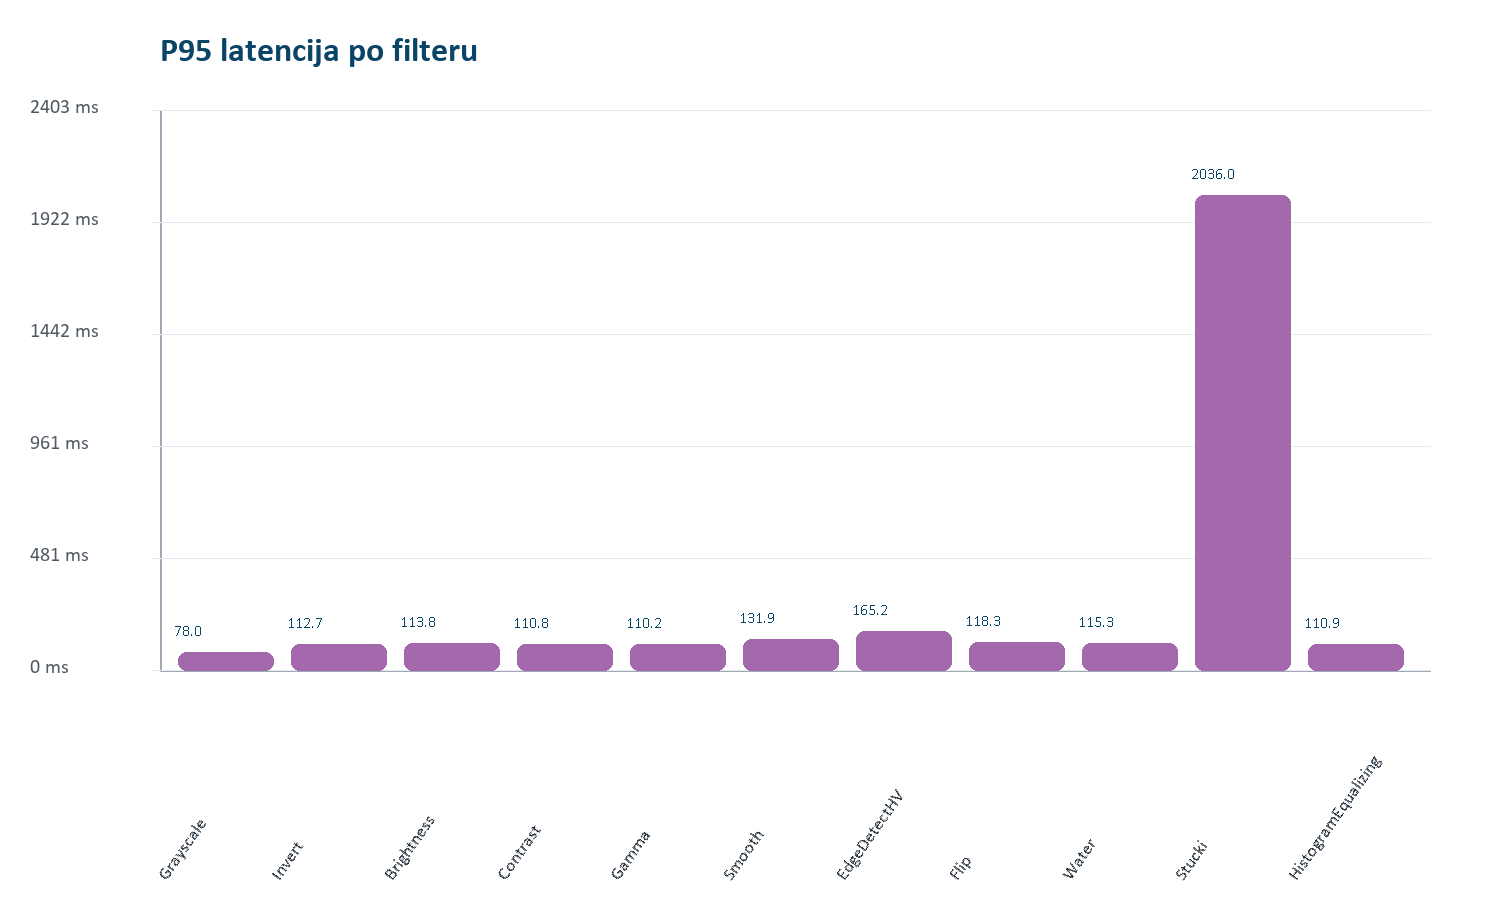 P95 latencija po filteru
2403 ms
1922 ms
1442 ms
961 ms
481 ms
0 ms
78.0
112.7
113.8
110.8
110.2
131.9
165.2
118.3
115.3
2036.0
110.9
Grayscale
Invert
Brightness
Contrast
Gamma
Smooth
EdgeDetectHV
Flip
Water
Stucki
HistogramEqualizing